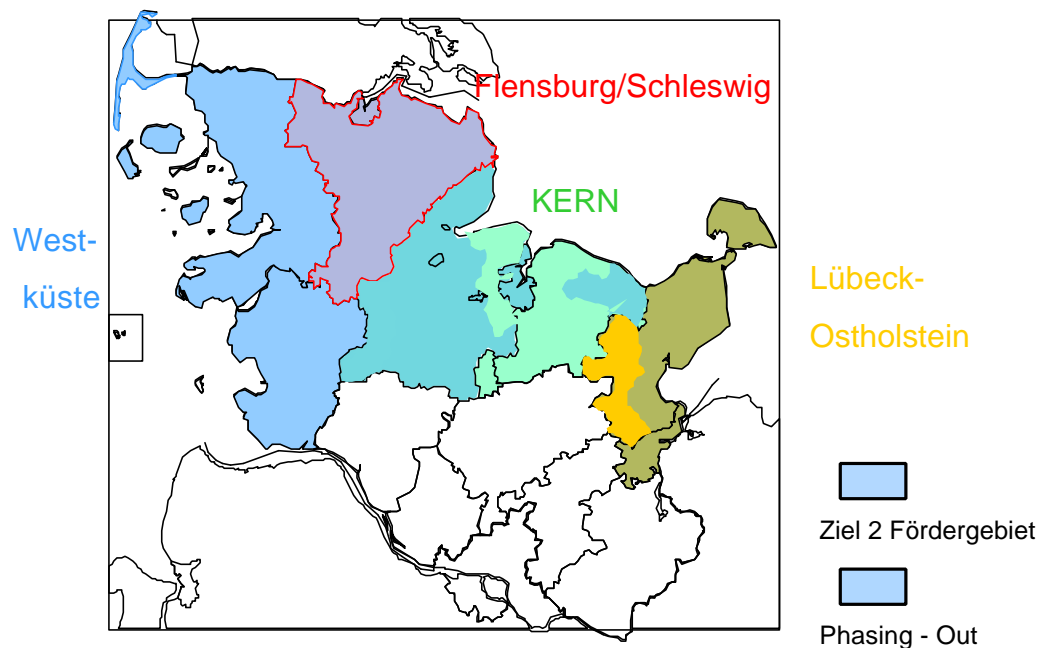 Flensburg/Schleswig
KERN
West-
küste
Lübeck-
Ostholstein
Ziel 2 Fördergebiet
Phasing - Out